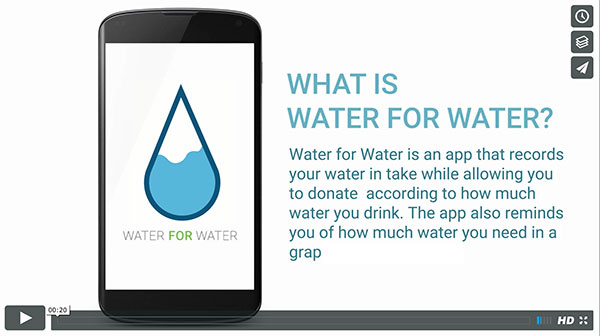 WHAT IS
WATER FOR WATER?
Water for Water is an app that records
your water in take while allowing you
to donate  according to how much
water you drink. The app also reminds
you of how much water you need in a
grap
WATER FOR WATER
00:20
HD